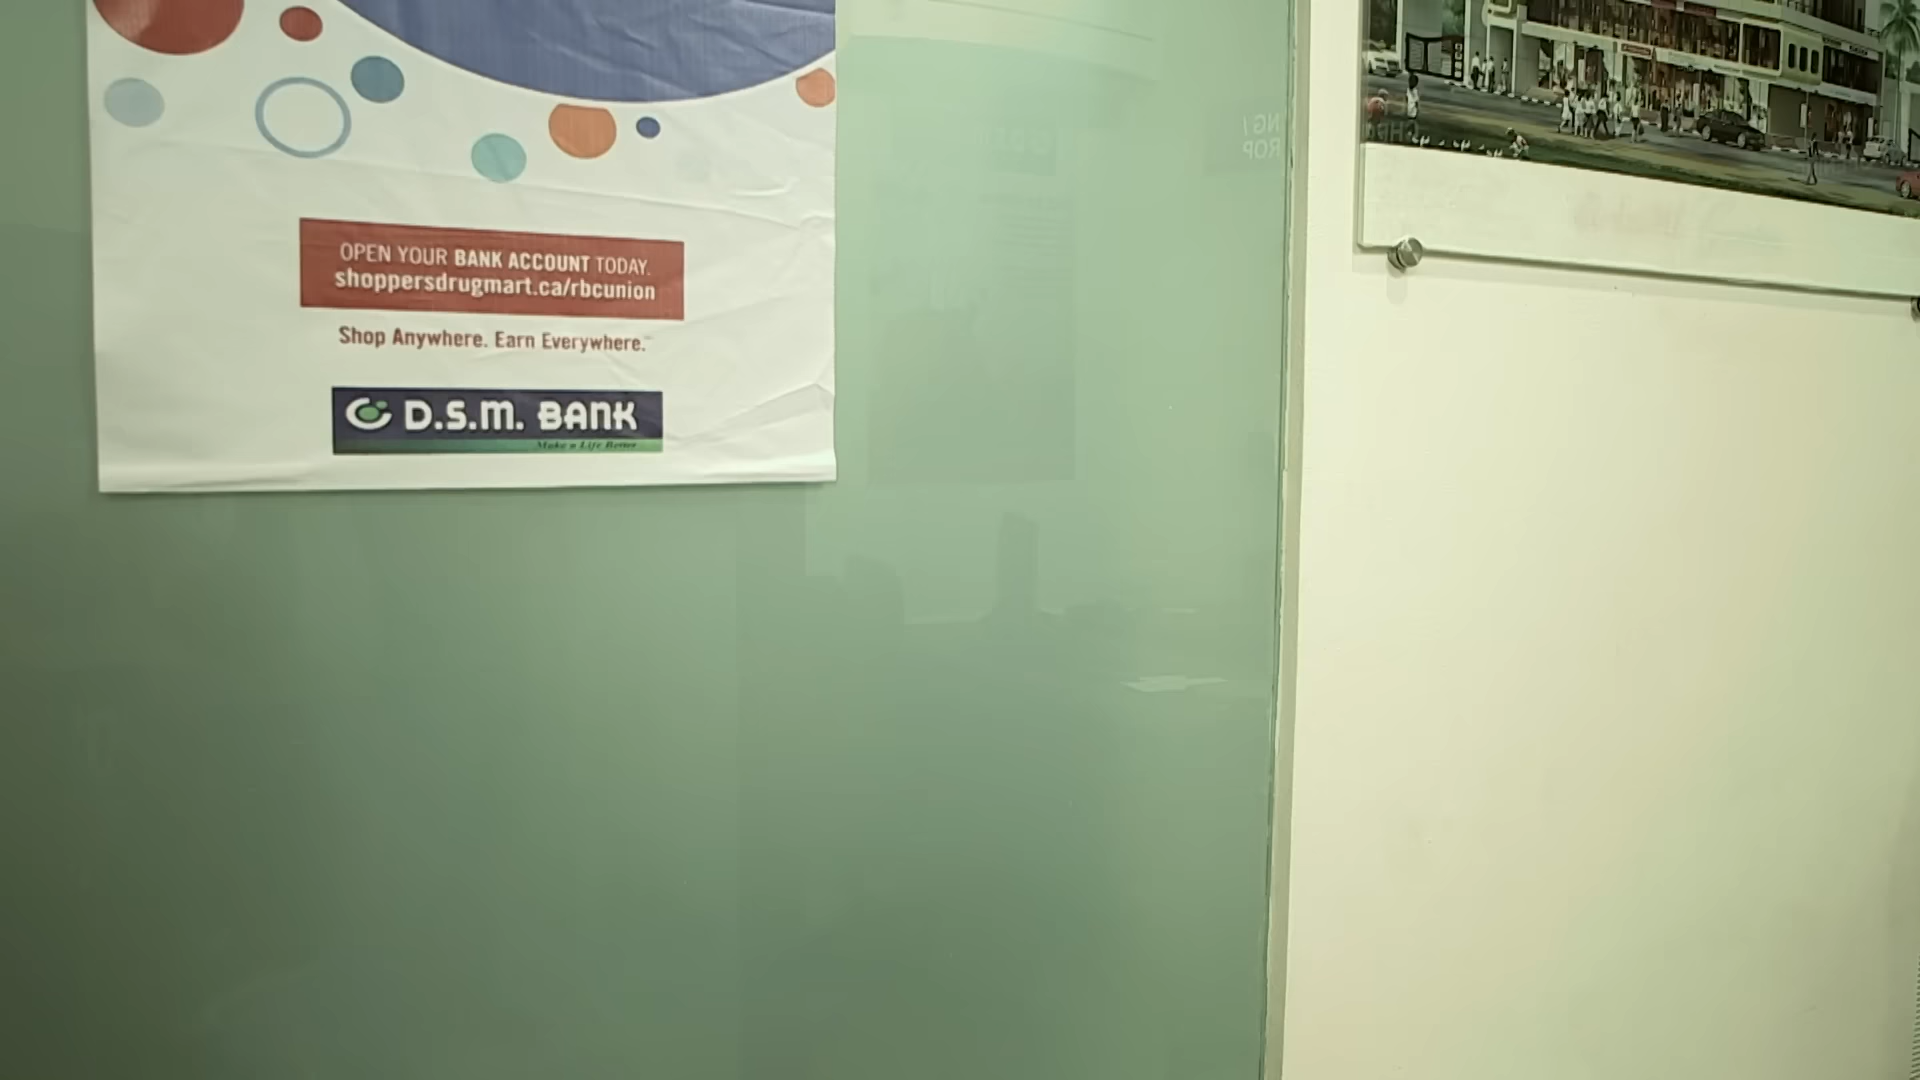 OPEN YOUR BANK ACCOUNT TODAY.
shoppersdrugmart.ca/rbcunion
Shop Anywhere. Earn Everywhere.
D.S.M. BANK
Make a Life Better